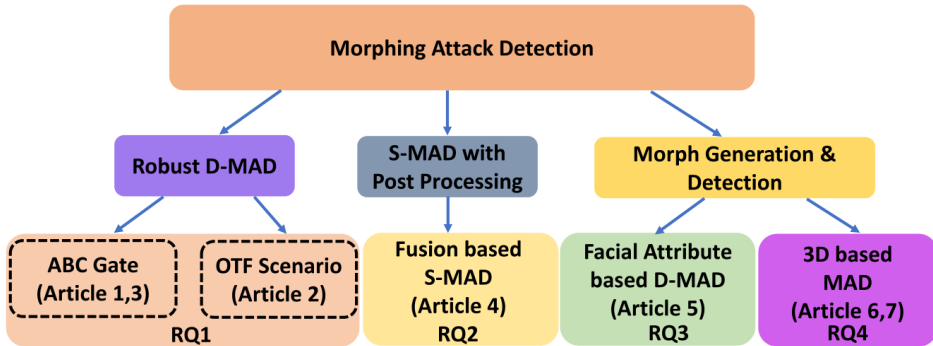 Morphing Attack Detection
Robust D-MAD
S-MAD with
Post Processing
Morph Generation &
Detection
ABC Gate
(Article 1,3)
OTF Scenario
(Article 2)
RQ1
Fusion based
S-MAD
(Article 4)
RQ2
Facial Attribute
based D-MAD
(Article 5)
RQ3
3D based
MAD
(Article 6,7)
RQ4